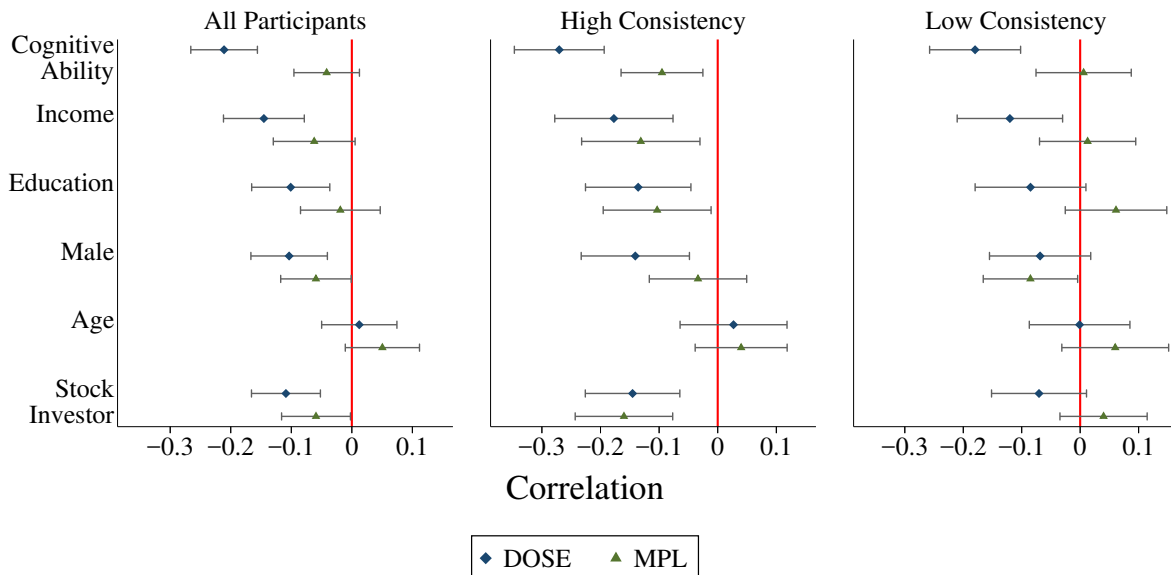 All Participants High Consistency Low Consistency
Cognitive
Ability
Income
Education
Male
Age
Stock
Investor
−0.3 −0.2 −0.1 0 0.1 −0.3 −0.2 −0.1 0 0.1 −0.3 −0.2 −0.1 0 0.1
Correlation
DOSE MPL